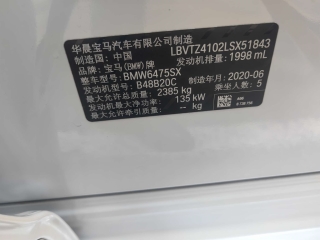 华晨宝马汽车有限公司制造
制造国: 中国 LBVTZ4102LSX51843
品牌: 宝马(BMW)牌 发动机排量: 1998 mL
整车型号: BMW6475SX
发动机型号: B48B20C 制造年月: 2020-06
最大允许总质量: 2385 kg 乘坐人数: 5
发动机最大净功率: 135 kW
最大允许牵引质量: -- kg